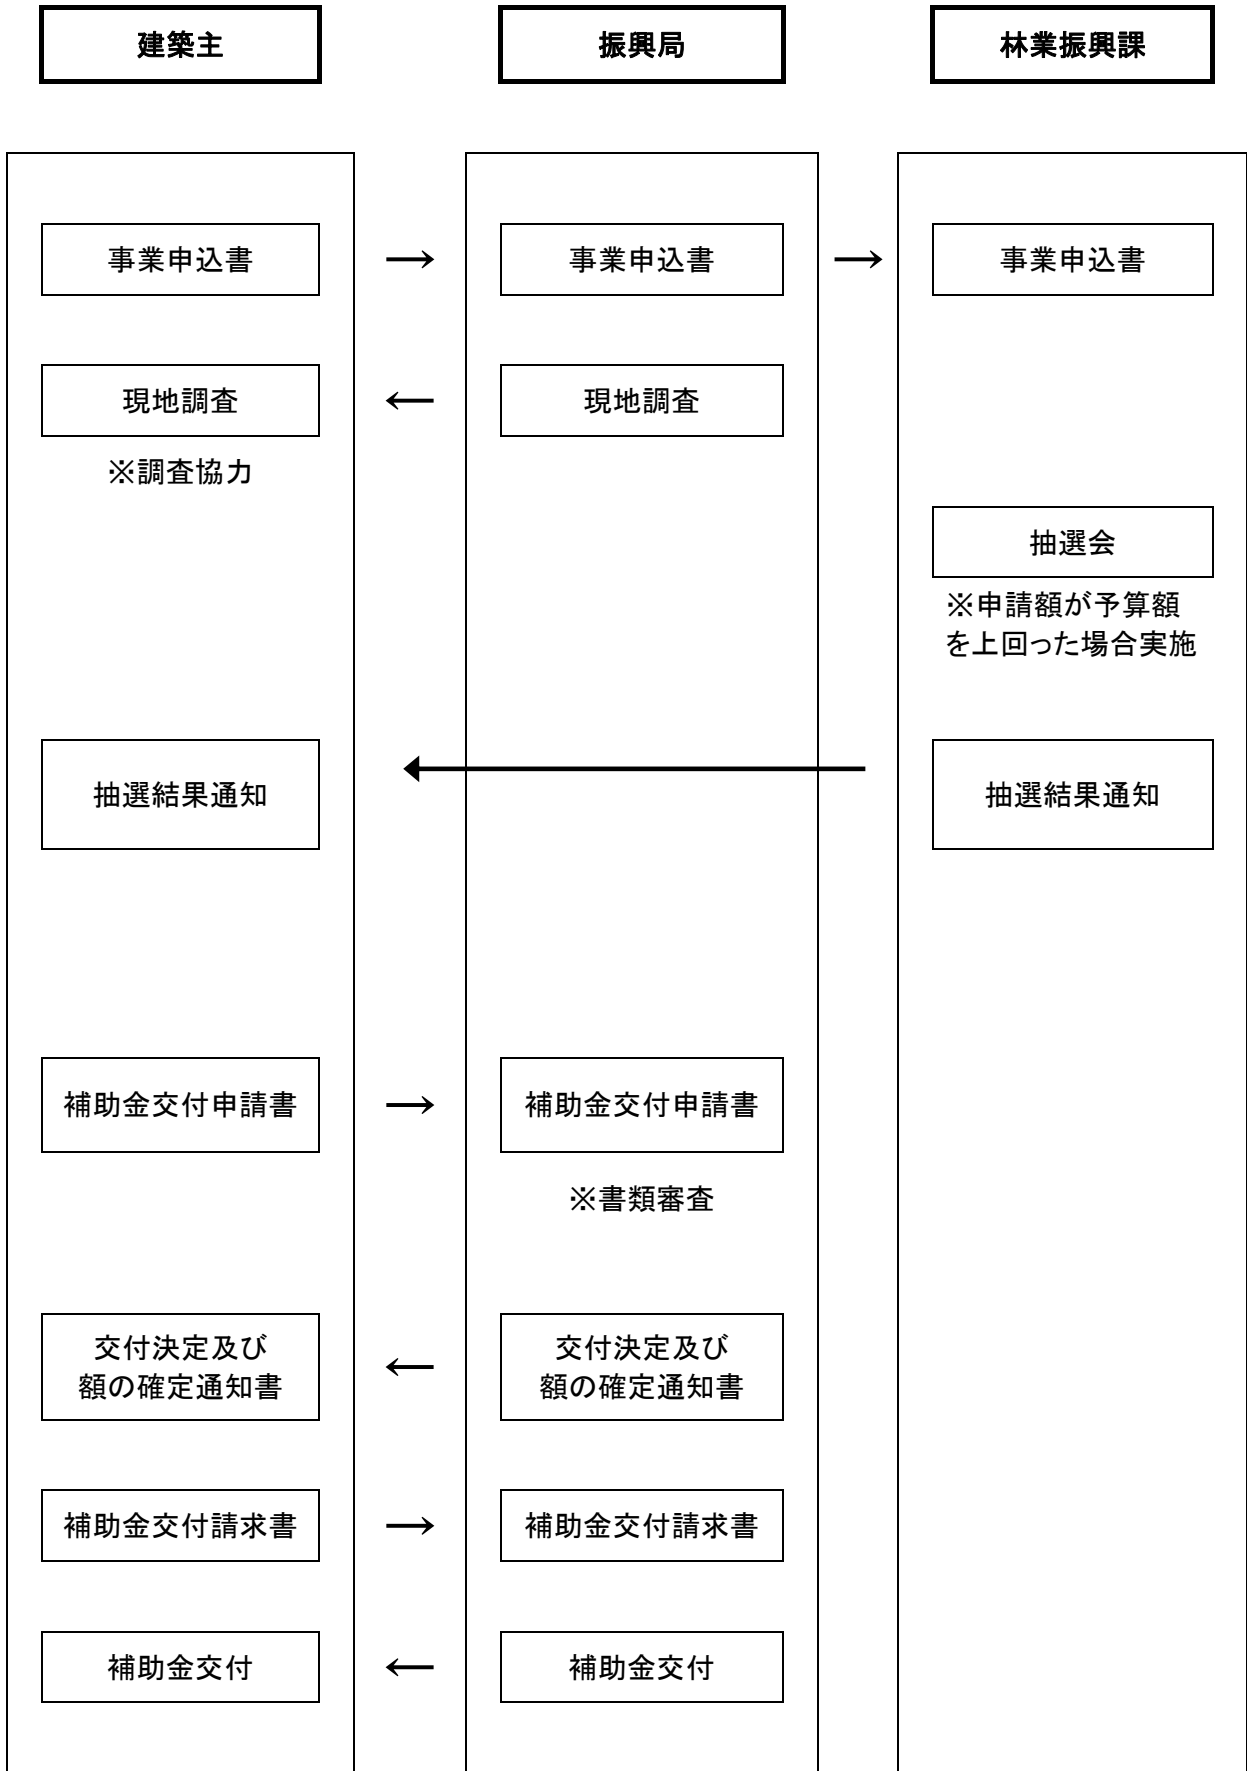 建築主
振興局
林業振興課
事業申込書
→
事業申込書
→
事業申込書
現地調査
←
現地調査
※調査協力
抽選会
※申請額が予算額
を上回った場合実施
抽選結果通知
抽選結果通知
補助金交付申請書
→
補助金交付申請書
※書類審査
交付決定及び
額の確定通知書
←
交付決定及び
額の確定通知書
補助金交付請求書
→
補助金交付請求書
補助金交付
←
補助金交付